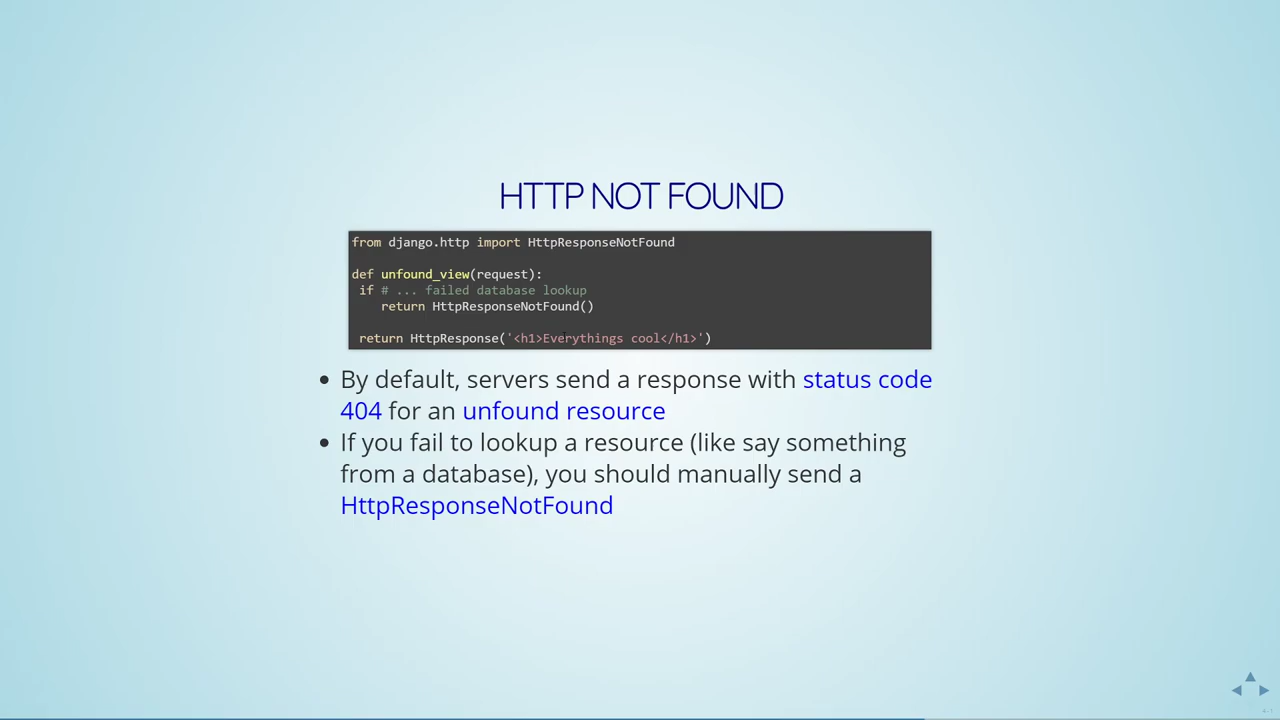 HTTP NOT FOUND
from django.http import HttpResponseNotFound
def unfound_view(request):
if # ... failed database lookup
return HttpResponseNotFound()
return HttpResponse('<h1>Everythings cool</h1>')
• By default, servers send a response with status code
404 for an unfound resource
• If you fail to lookup a resource (like say something
from a database), you should manually send a
HttpResponseNotFound